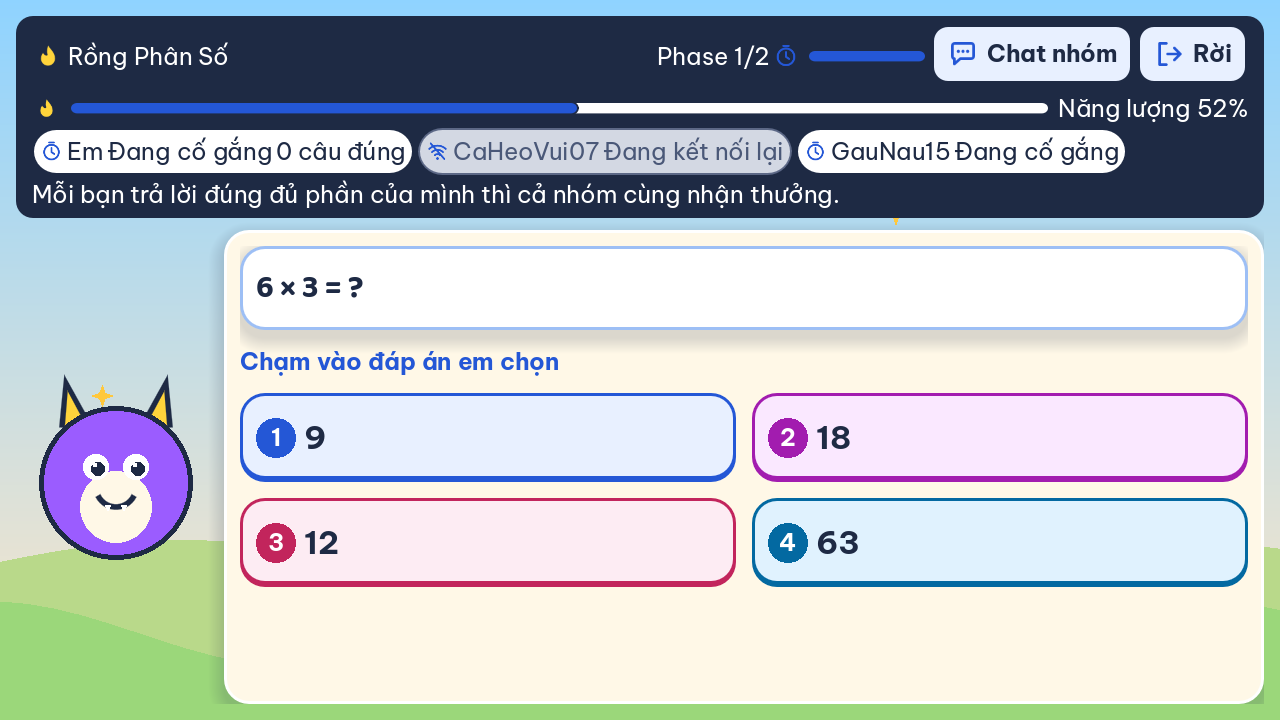 Rồng Phân Số
Phase 1/2
Chat nhóm
Rời
Năng lượng 52%
Em Đang cố gắng 0 câu đúng
CaHeoVui07 Đang kết nối lại
GauNau15 Đang cố gắng
Mỗi bạn trả lời đúng đủ phần của mình thì cả nhóm cùng nhận thưởng.
6 × 3 = ?
Chạm vào đáp án em chọn
1 9
2 18
3 12
4 63